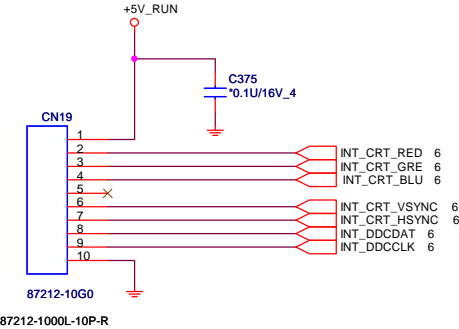 +5V_RUN
C375
*0.1U/16V_4
CN19
1
2 INT_CRT_RED 6
3 INT_CRT_GRE 6
4 INT_CRT_BLU 6
5
6 INT_CRT_VSYNC 6
7 INT_CRT_HSYNC 6
8 INT_DDCDAT 6
9 INT_DDCCLK 6
10
87212-10G0
87212-1000L-10P-R